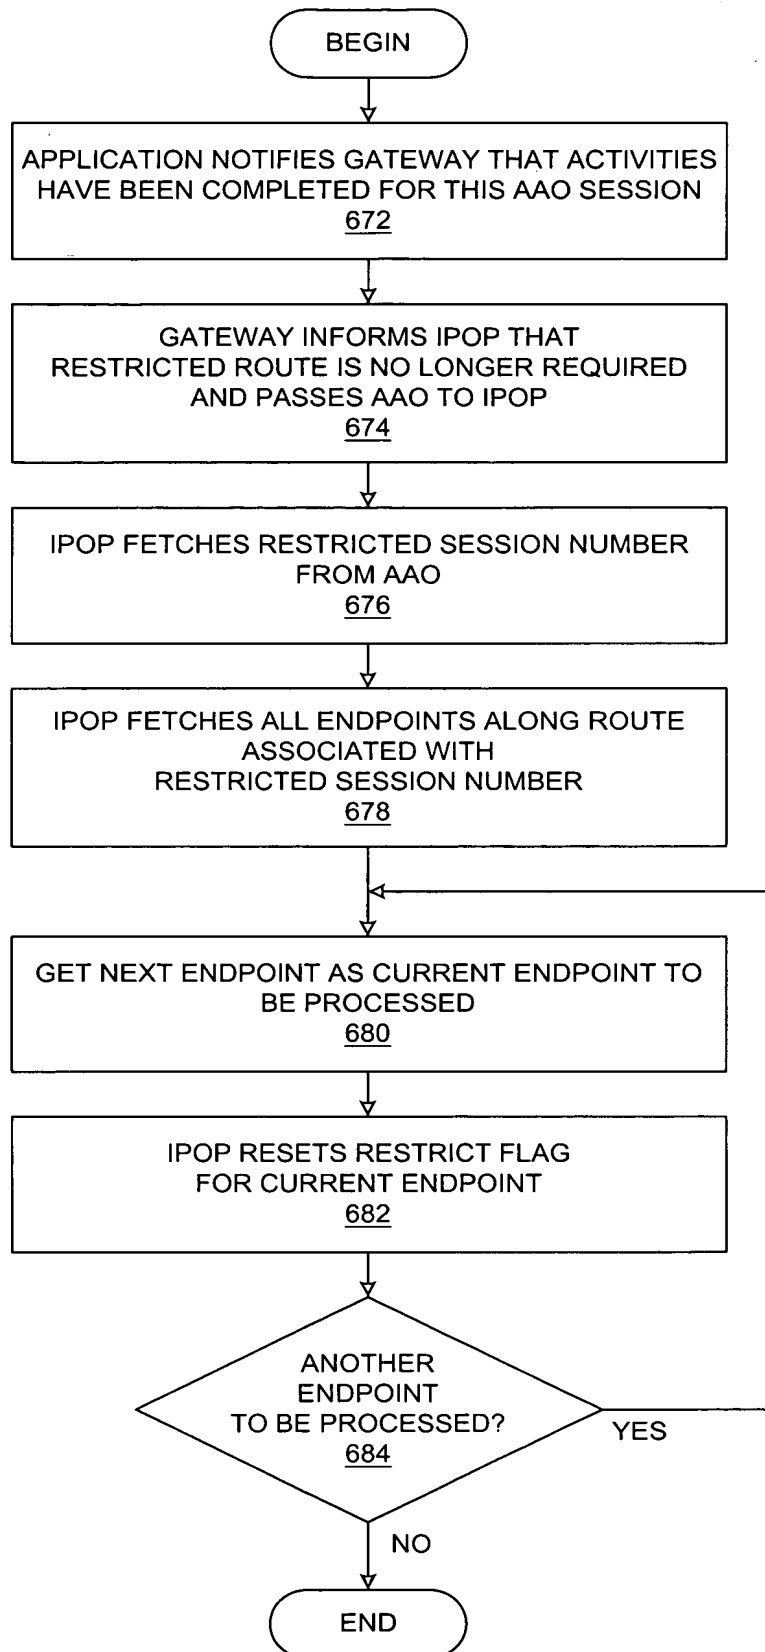 BEGIN
APPLICATION NOTIFIES GATEWAY THAT ACTIVITIES
HAVE BEEN COMPLETED FOR THIS AAO SESSION
672
GATEWAY INFORMS IPOP THAT
RESTRICTED ROUTE IS NO LONGER REQUIRED
AND PASSES AAO TO IPOP
674
IPOP FETCHES RESTRICTED SESSION NUMBER
FROM AAO
676
IPOP FETCHES ALL ENDPOINTS ALONG ROUTE
ASSOCIATED WITH
RESTRICTED SESSION NUMBER
678
GET NEXT ENDPOINT AS CURRENT ENDPOINT TO
BE PROCESSED
680
IPOP RESETS RESTRICT FLAG
FOR CURRENT ENDPOINT
682
ANOTHER
ENDPOINT
TO BE PROCESSED?
684
YES
NO
END